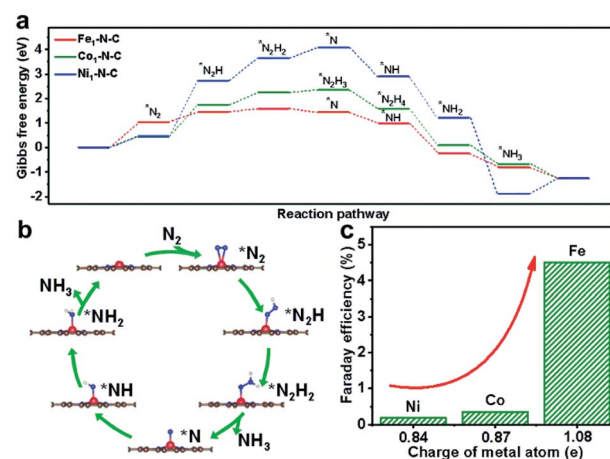 a
Gibbs free energy (eV)
4
3
2
1
0
-1
-2
Fe₁-N-C
Co₁-N-C
Ni₁-N-C
*N₂
*N₂H
*N₂H₂
*N
*NH
*N₂H₃
*N
*N₂H₄
*NH
*NH₂
*NH₃
Reaction pathway
b
N₂
*N₂
*N₂H
*N₂H₂
NH₃
*N
*NH
*NH₂
NH₃
c
Faraday efficiency (%)
5
4
3
2
1
0
Ni
Co
Fe
0.84
0.87
1.08
Charge of metal atom (e)